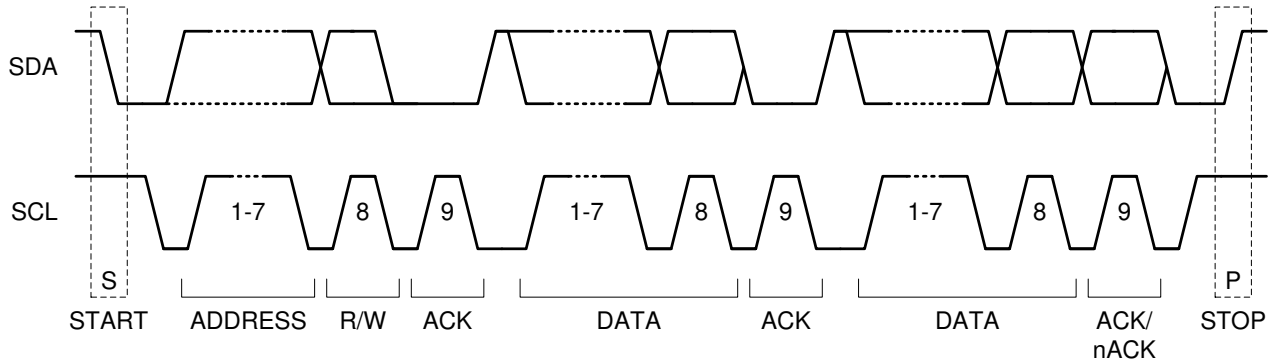 SDA
SCL
1-7
8
9
1-7
8
9
1-7
8
9
S
P
START
ADDRESS
R/W
ACK
DATA
ACK
DATA
ACK/
nACK
STOP